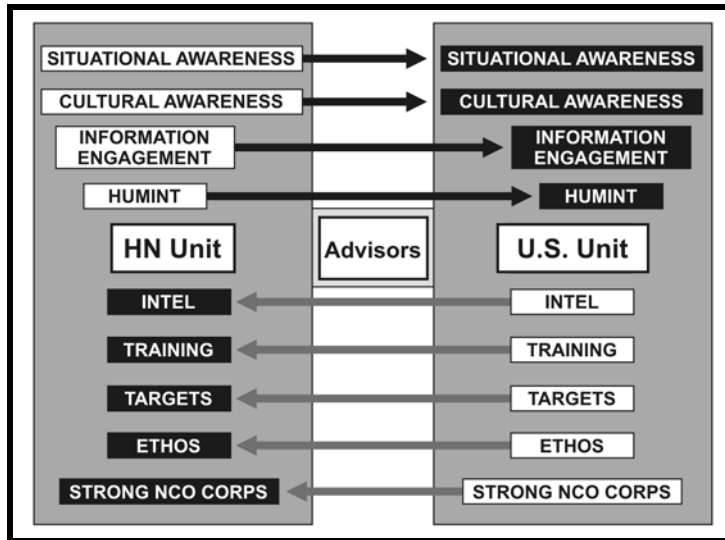 SITUATIONAL AWARENESS
SITUATIONAL AWARENESS
CULTURAL AWARENESS
CULTURAL AWARENESS
INFORMATION
ENGAGEMENT
INFORMATION
ENGAGEMENT
HUMINT
HUMINT
HN Unit
Advisors
U.S. Unit
INTEL
INTEL
TRAINING
TRAINING
TARGETS
TARGETS
ETHOS
ETHOS
STRONG NCO CORPS
STRONG NCO CORPS